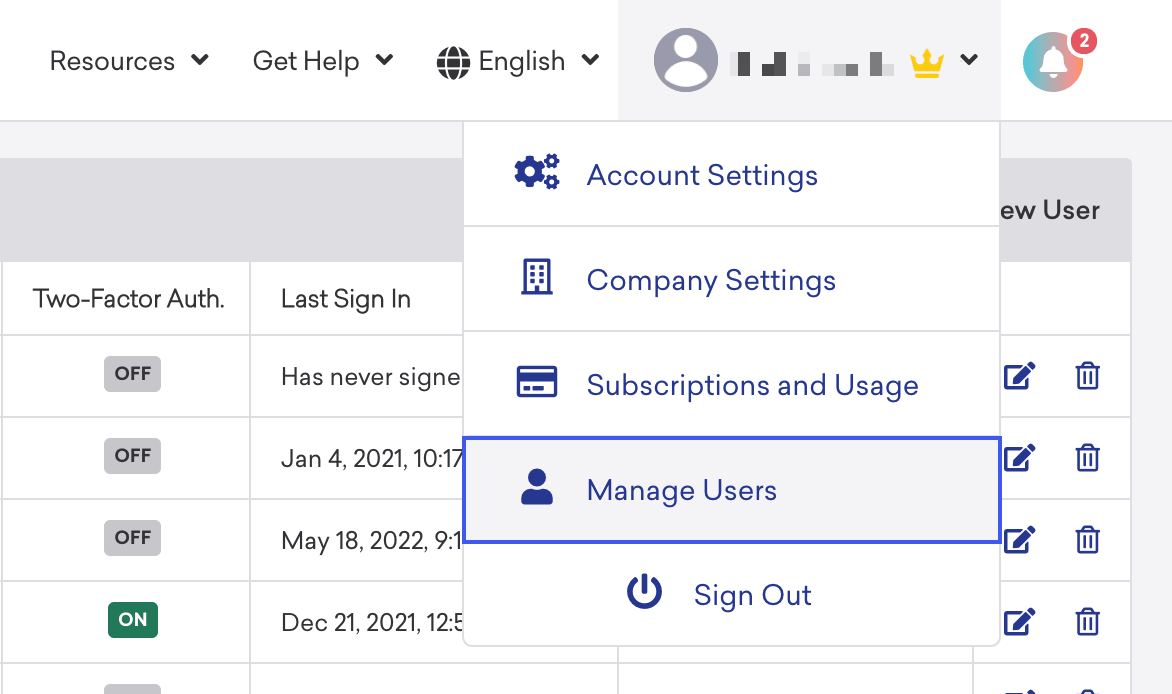 Resources
Get Help
English
2
Account Settings
ew User
Company Settings
Two-Factor Auth.
Last Sign In
OFF
Has never signe
Subscriptions and Usage
OFF
Jan 4, 2021, 10:17
Manage Users
OFF
May 18, 2022, 9:1
Sign Out
ON
Dec 21, 2021, 12:5